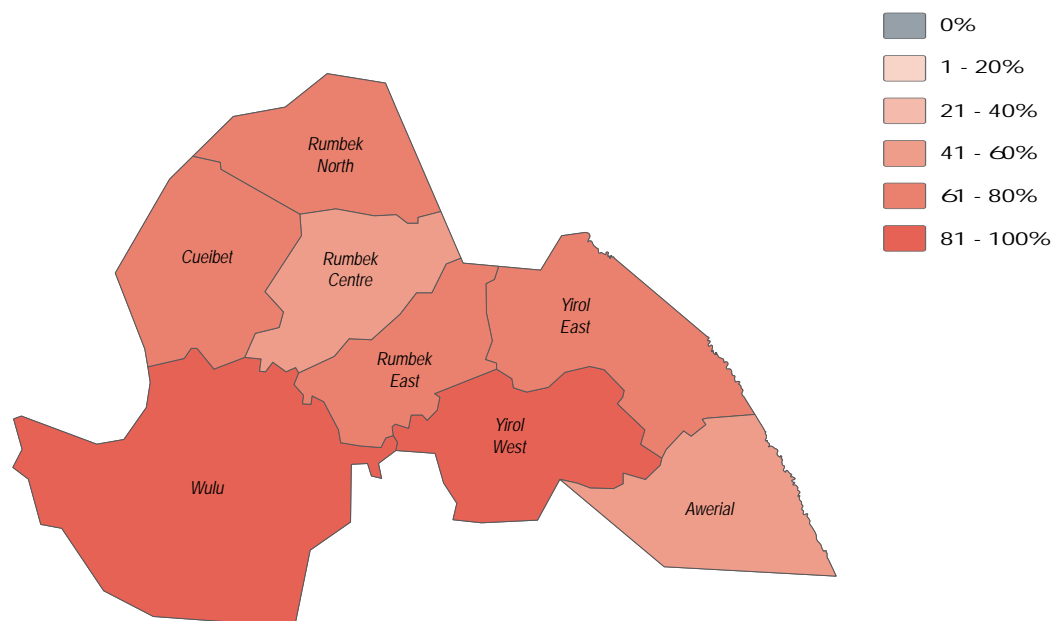 0%
1 - 20%
21 - 40%
41 - 60%
61 - 80%
81 - 100%
Rumbek
North
Cueibet
Rumbek
Centre
Yirol
East
Rumbek
East
Yirol
West
Wulu
Awerial